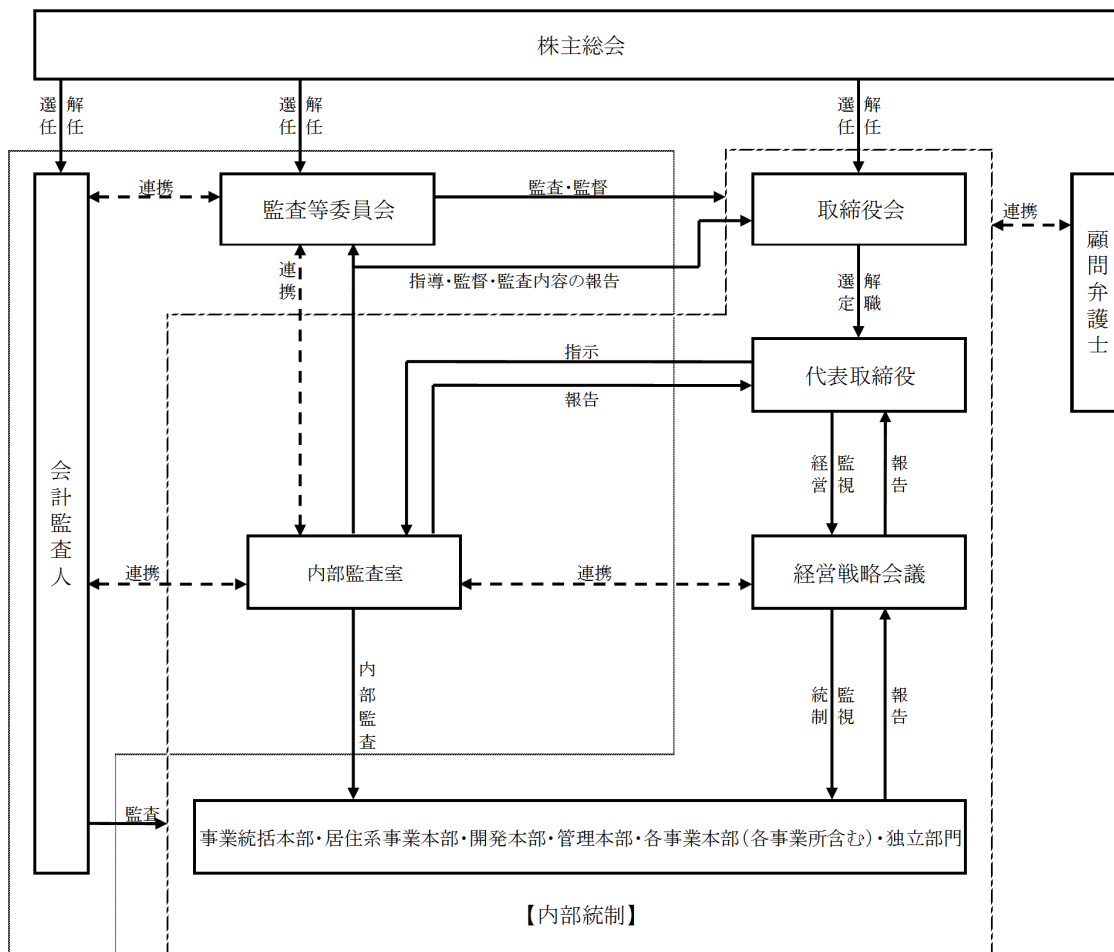 株主総会
選任
解任
選任
解任
選任
解任
連携
監査等委員会
監査・監督
取締役会
連携
顧問弁護士
連携
指導・監督・監査内容の報告
選定
解職
指示
代表取締役
報告
会計監査人
経営
監視
報告
連携
内部監査室
連携
経営戦略会議
内部監査
統制
監視
報告
監査
事業統括本部・居住系事業本部・開発本部・管理本部・各事業本部(各事業所含む)・独立部門
【内部統制】